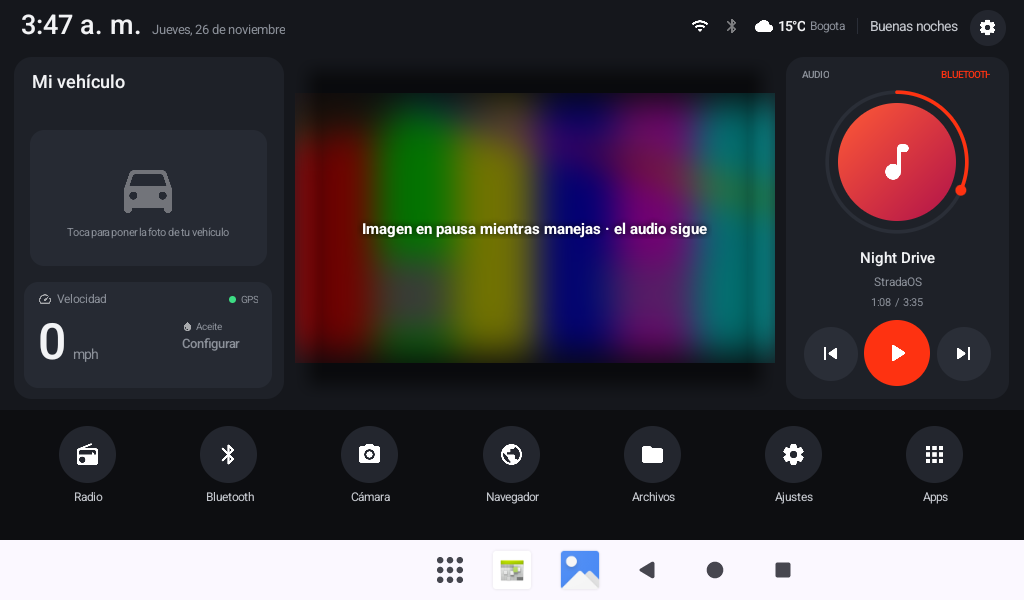 3:47 a. m.
Jueves, 26 de noviembre
15°C Bogota
Buenas noches
Mi vehículo
Toca para poner la foto de tu vehículo
Velocidad
GPS
0 mph
Aceite
Configurar
Imagen en pausa mientras manejas · el audio sigue
AUDIO
BLUETOOTH
Night Drive
StradaOS
1:08 / 3:35
Radio
Bluetooth
Cámara
Navegador
Archivos
Ajustes
Apps